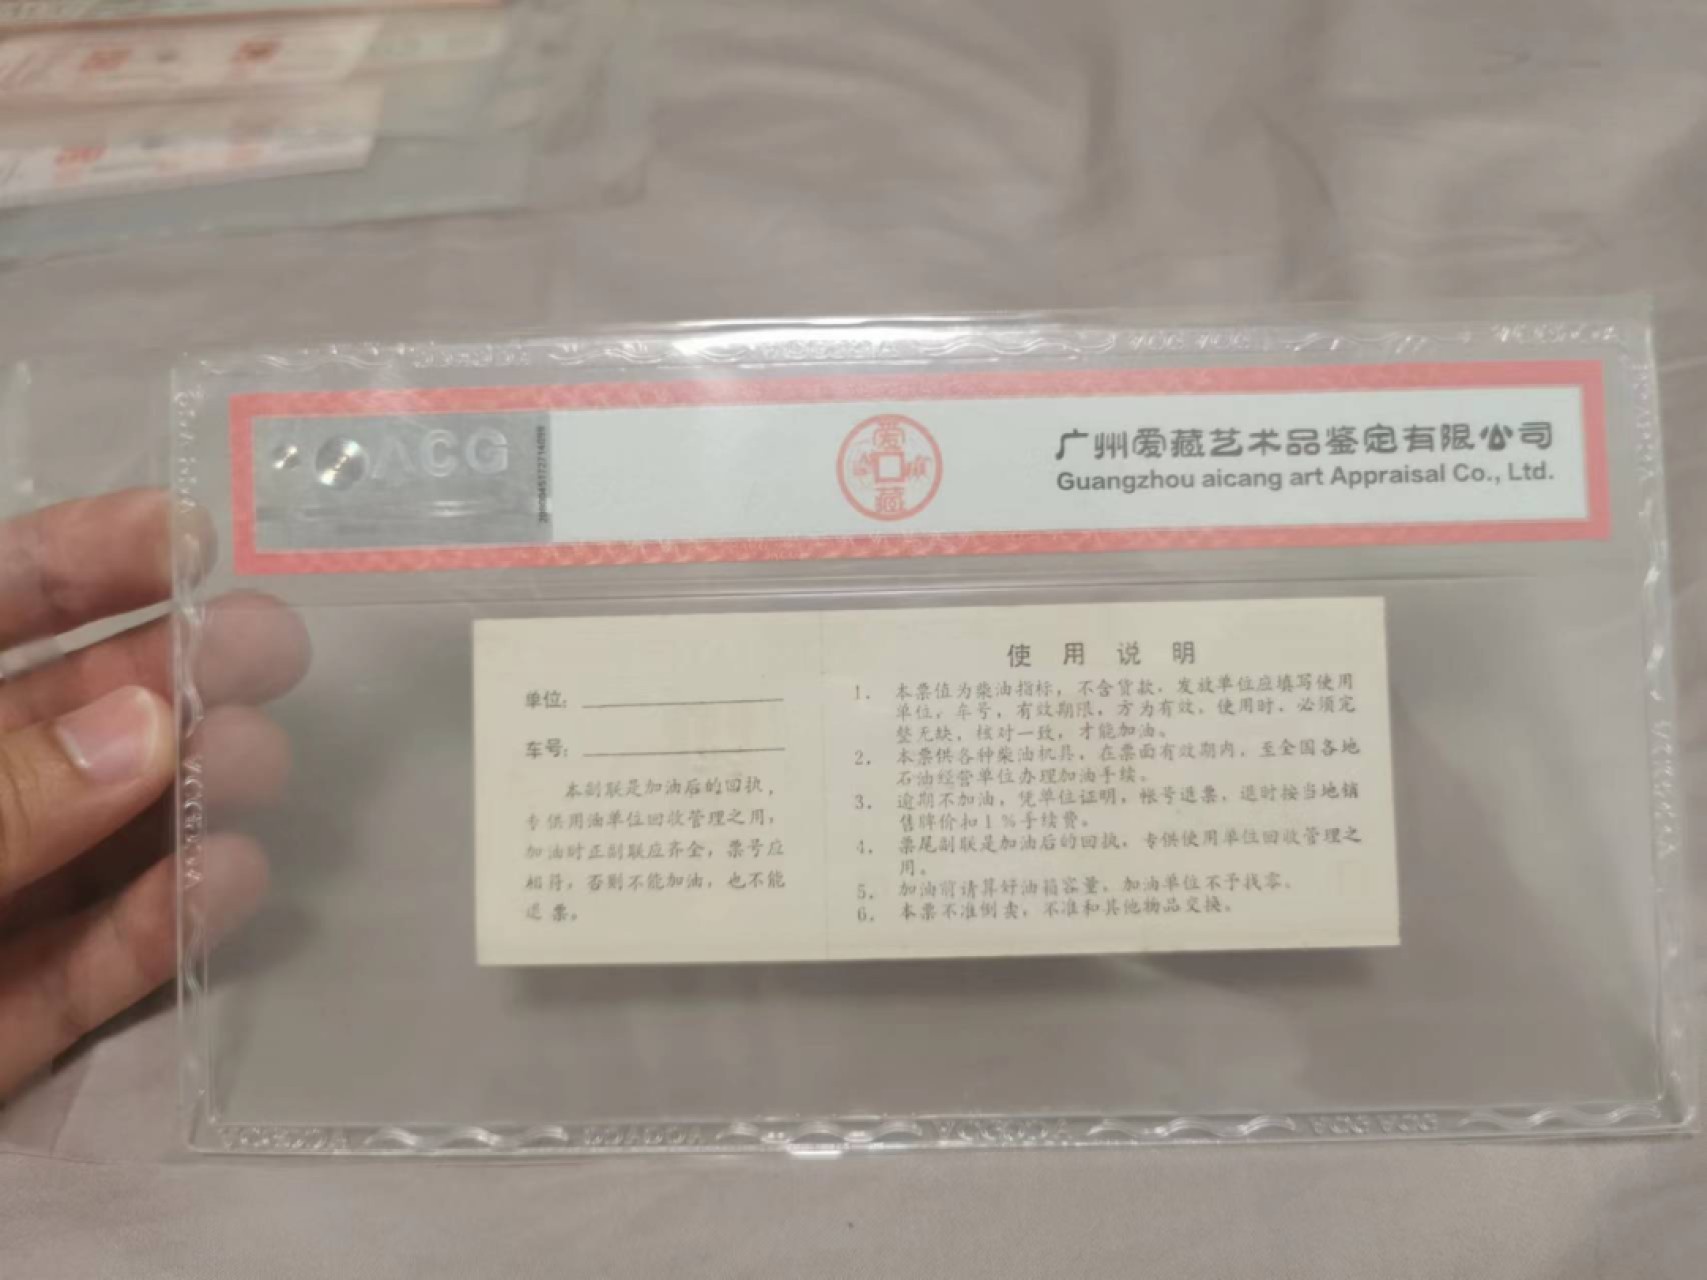 ACG
爱藏
广州爱藏艺术品鉴定有限公司
Guangzhou aicang art Appraisal Co., Ltd.
单位:
车号:
本副联是加油后的回执，
专供用油单位回收管理之用，
加油时正副联应齐全，票号应
相符，否则不能加油，也不能
退票。
使用说明
1. 本票值为柴油指标，不含货款，发放单位应填写使用
单位，车号，有效期限，方为有效，使用时，必须完
整无缺，核对一致，才能加油。
2. 本票供各种柴油机具，在票面有效期内，至全国各地
石油经营单位办理加油手续。
3. 逾期不加油，凭单位证明，帐号退票，退时按当地销
售牌价扣1％手续费。
4. 票尾副联是加油后的回执，专供使用单位回收管理之
用。
5. 加油前请算好油箱容量，加油单位不予找零。
6. 本票不准倒卖，不准和其他物品交换。